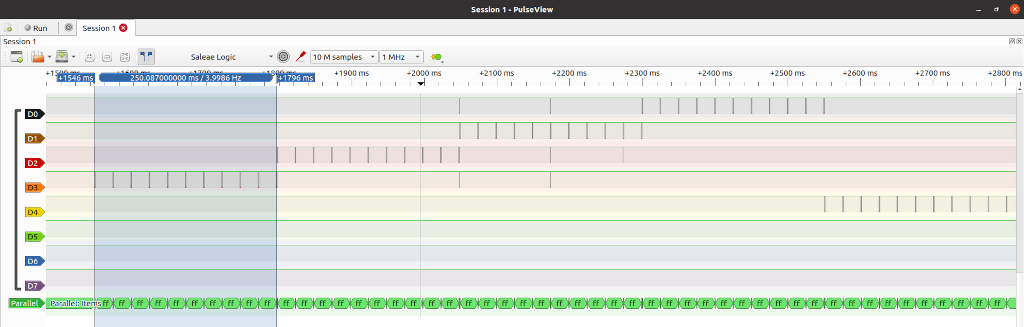 Session 1 - PulseView
Run
Session 1
Session 1
Saleae Logic
10 M samples
1 MHz
+1546 ms
250.087000000 ms / 3.9986 Hz
+1796 ms
+1900 ms
+2000 ms
+2100 ms
+2200 ms
+2300 ms
+2400 ms
+2500 ms
+2600 ms
+2700 ms
+2800 ms
D0
D1
D2
D3
D4
D5
D6
D7
Parallel
Parallel: Items
ff ff ff ff ff ff ff ff ff ff ff ff ff ff ff ff ff ff ff ff ff ff ff ff ff ff ff ff ff ff ff ff ff ff ff ff ff ff ff ff ff ff ff ff ff ff ff ff ff ff